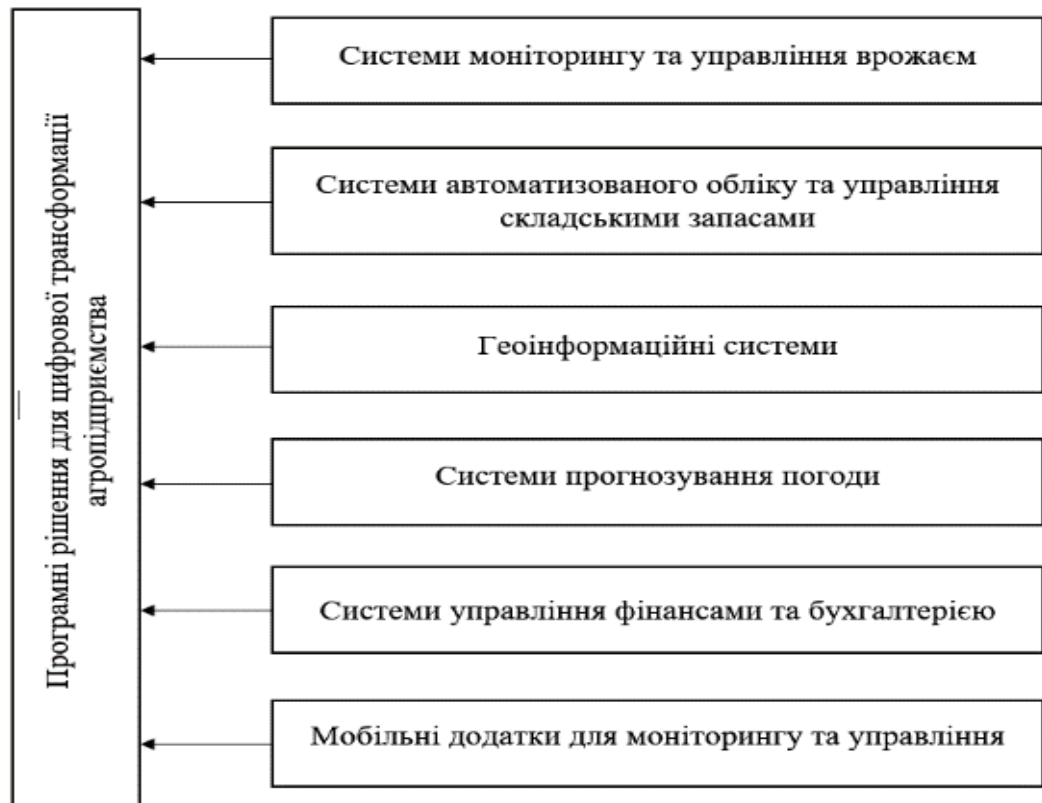 Програмні рішення для цифрової трансформації
агропідприємства
Системи моніторингу та управління врожаєм
Системи автоматизованого обліку та управління
складськими запасами
Геоінформаційні системи
Системи прогнозування погоди
Системи управління фінансами та бухгалтерією
Мобільні додатки для моніторингу та управління